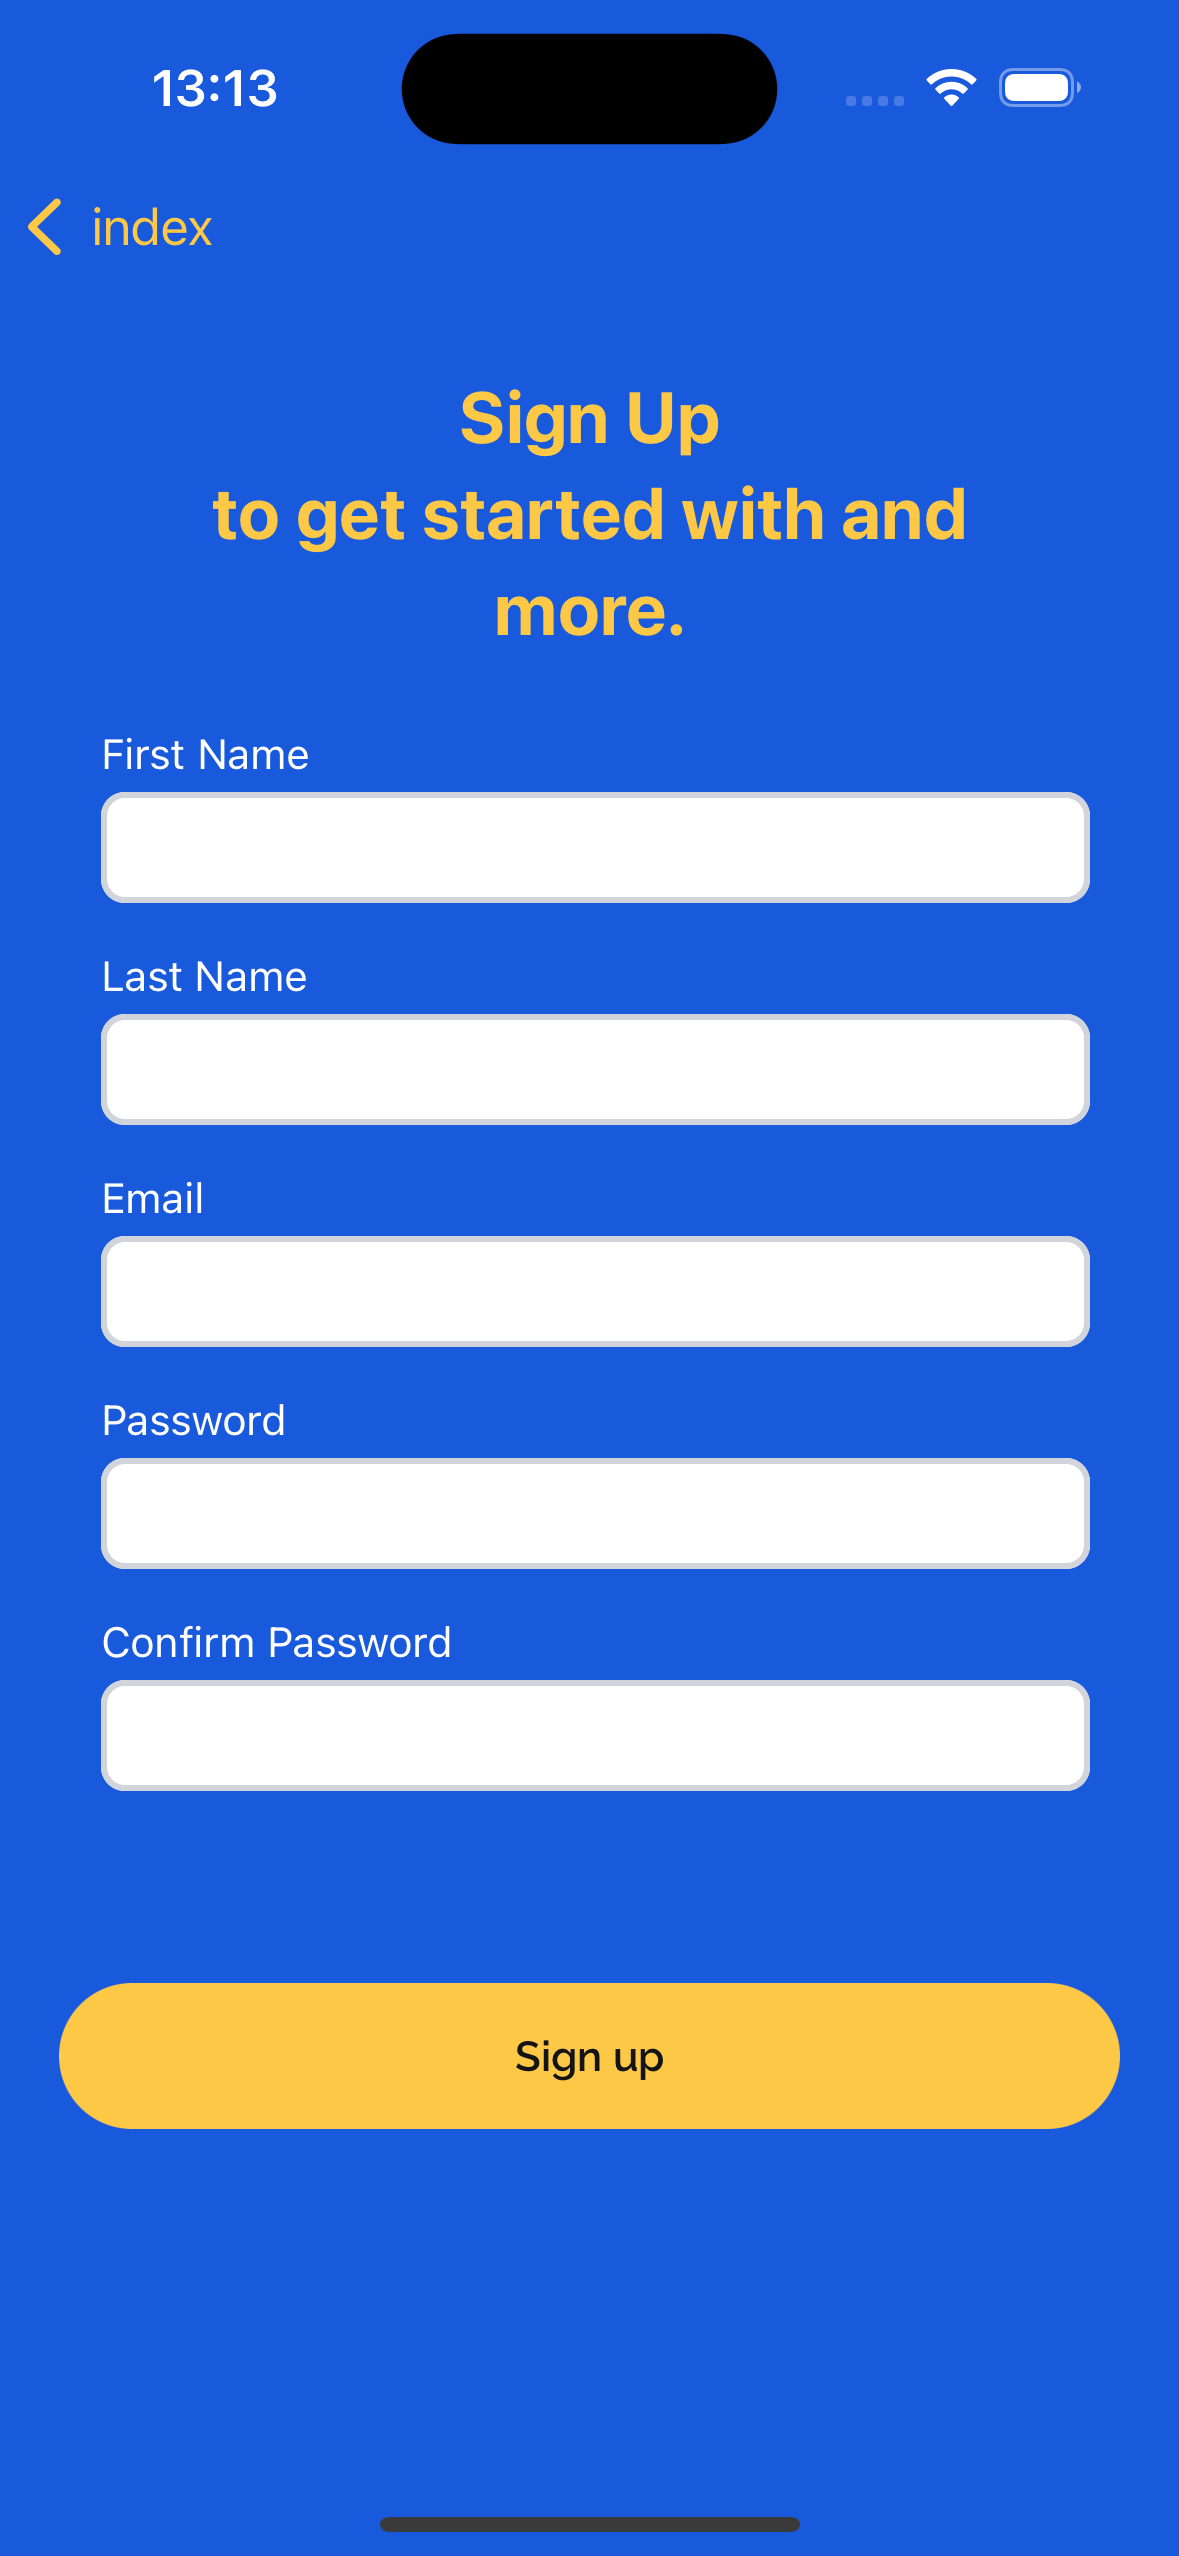 13:13
index
Sign Up
to get started with and
more.
First Name
Last Name
Email
Password
Confirm Password
Sign up